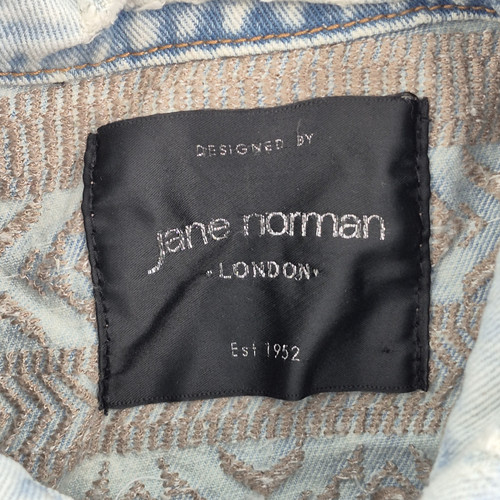 DESIGNED BY
jane norman
•LONDON•
Est 1952